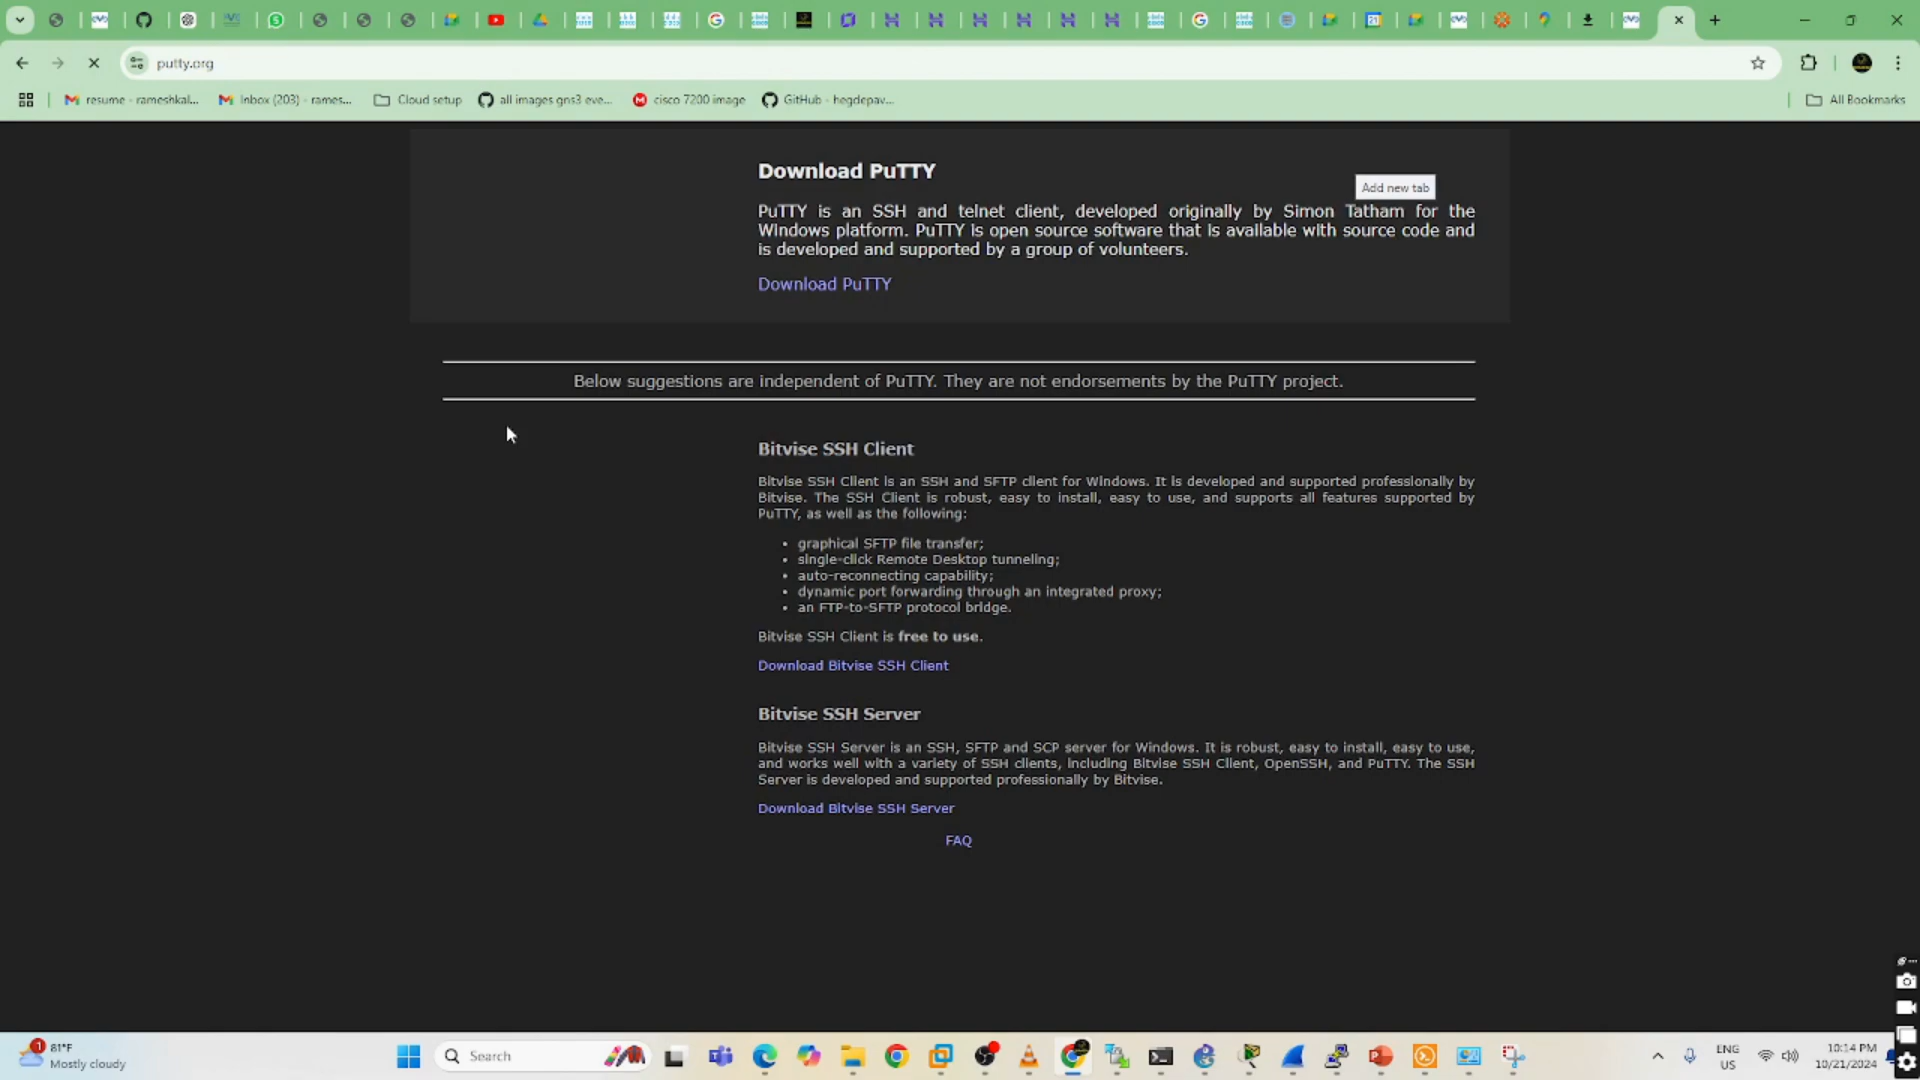 putty.org
resume - rameshkal...
Inbox (203) - rames...
Cloud setup
all images gns3 eve...
cisco 7200 image
GitHub - hegdepav...
All Bookmarks
Download PuTTY
Add new tab
PuTTY is an SSH and telnet client, developed originally by Simon Tatham for the
Windows platform. PuTTY is open source software that is available with source code and
is developed and supported by a group of volunteers.
Download PuTTY
Below suggestions are independent of PuTTY. They are not endorsements by the PuTTY project.
Bitvise SSH Client
Bitvise SSH Client is an SSH and SFTP client for Windows. It is developed and supported professionally by
Bitvise. The SSH Client is robust, easy to install, easy to use, and supports all features supported by
PuTTY, as well as the following:
• graphical SFTP file transfer;
• single-click Remote Desktop tunneling;
• auto-reconnecting capability;
• dynamic port forwarding through an integrated proxy;
• an FTP-to-SFTP protocol bridge.
Bitvise SSH Client is free to use.
Download Bitvise SSH Client
Bitvise SSH Server
Bitvise SSH Server is an SSH, SFTP and SCP server for Windows. It is robust, easy to install, easy to use,
and works well with a variety of SSH clients, including Bitvise SSH Client, OpenSSH, and PuTTY. The SSH
Server is developed and supported professionally by Bitvise.
Download Bitvise SSH Server
FAQ
1
81°F
Mostly cloudy
Search
ENG
US
10:14 PM
10/21/2024